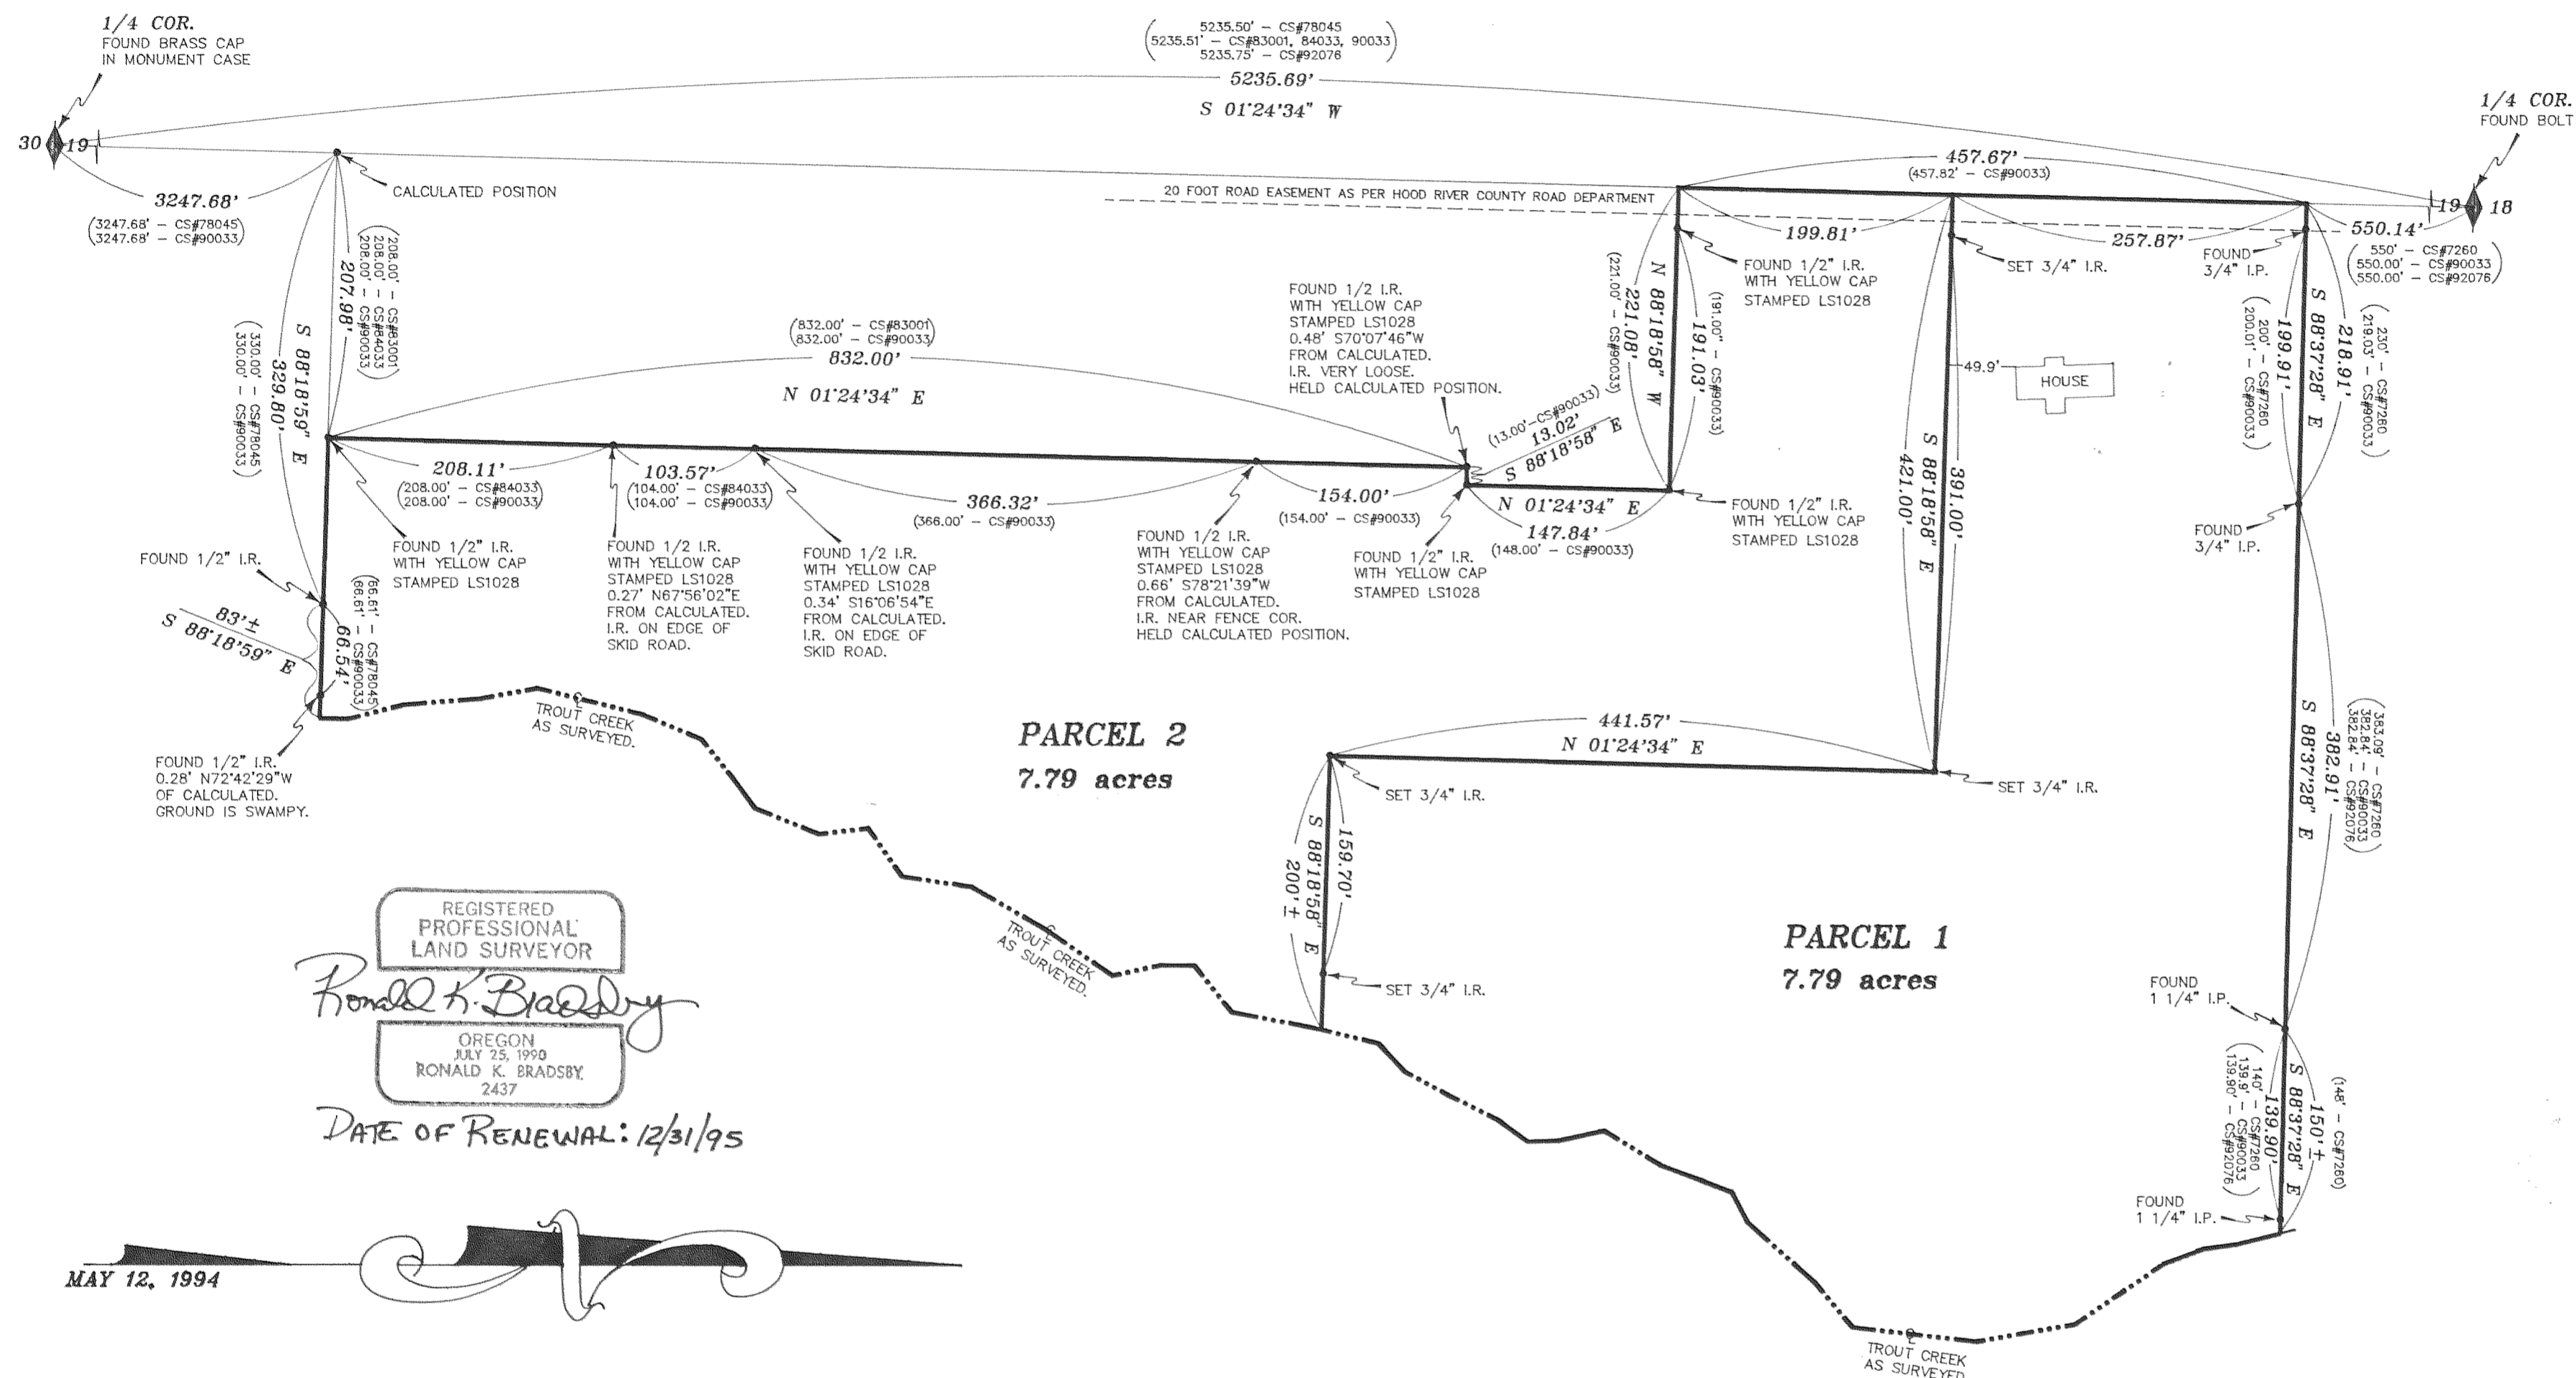 1/4 COR.
FOUND BRASS CAP
IN MONUMENT CASE
5235.50' – CS#78045
5235.51' – CS#83001, 84033, 90033
5235.75' – CS#92076
5235.69'
S 01°24'34" W
1/4 COR.
FOUND BOLT
30
19
19
18
3247.68'
(3247.68' – CS#78045
3247.68' – CS#90033)
CALCULATED POSITION
20 FOOT ROAD EASEMENT AS PER HOOD RIVER COUNTY ROAD DEPARTMENT
457.67'
(457.82' – CS#90033)
199.81'
257.87'
550.14'
(550' – CS#7260
550.00' – CS#90033
550.00' – CS#92076)
FOUND
3/4" I.P.
SET 3/4" I.R.
FOUND 1/2" I.R.
WITH YELLOW CAP
STAMPED LS1028
(208.00' – CS#83001
208.00' – CS#84033
208.00' – CS#90033)
207.98'
S 88°18'59" E
329.80'
(330.00' – CS#78045
330.00' – CS#90033)
(832.00' – CS#83001
832.00' – CS#90033)
832.00'
N 01°24'34" E
FOUND 1/2 I.R.
WITH YELLOW CAP
STAMPED LS1028
0.48' S70°07'46"W
FROM CALCULATED.
I.R. VERY LOOSE.
HELD CALCULATED POSITION.
(13.00'-CS#90033)
13.02'
S 88°18'58" E
N 88°18'58" W
221.08'
(221.00' – CS#90033)
191.03'
(191.00" – CS#90033)
49.9'
HOUSE
S 88°18'58" E
421.00'
391.00'
S 88°37'28" E
199.91'
(200' – CS#7260
200.01' – CS#90033)
218.91'
(230' – CS#7260
219.03' – CS#90033)
208.11'
(208.00' – CS#84033
208.00' – CS#90033)
103.57'
(104.00' – CS#84033
104.00' – CS#90033)
366.32'
(366.00' – CS#90033)
154.00'
(154.00' – CS#90033)
N 01°24'34" E
147.84'
(148.00' – CS#90033)
FOUND 1/2" I.R.
WITH YELLOW CAP
STAMPED LS1028
FOUND
3/4" I.P.
FOUND 1/2" I.R.
FOUND 1/2" I.R.
WITH YELLOW CAP
STAMPED LS1028
FOUND 1/2 I.R.
WITH YELLOW CAP
STAMPED LS1028
0.27' N67°56'02"E
FROM CALCULATED.
I.R. ON EDGE OF
SKID ROAD.
FOUND 1/2 I.R.
WITH YELLOW CAP
STAMPED LS1028
0.34' S16°06'54"E
FROM CALCULATED.
I.R. ON EDGE OF
SKID ROAD.
FOUND 1/2 I.R.
WITH YELLOW CAP
STAMPED LS1028
0.66' S78°21'39"W
FROM CALCULATED.
I.R. NEAR FENCE COR.
HELD CALCULATED POSITION.
FOUND 1/2" I.R.
WITH YELLOW CAP
STAMPED LS1028
83'±
S 88°18'59" E
66.54'
(66.61' – CS#78045
66.61' – CS#90033)
FOUND 1/2" I.R.
0.28' N72°42'29"W
OF CALCULATED.
GROUND IS SWAMPY.
TROUT CREEK
AS SURVEYED.
PARCEL 2
7.79 acres
441.57'
N 01°24'34" E
SET 3/4" I.R.
SET 3/4" I.R.
S 88°37'28" E
382.91'
(383.09' – CS#7260
382.84' – CS#90033
382.84' – CS#92076)
159.70'
S 88°18'58" E
200'±
SET 3/4" I.R.
TROUT CREEK
AS SURVEYED.
PARCEL 1
7.79 acres
FOUND
1 1/4" I.P.
(148' – CS#7260)
150'±
S 88°37'28" E
139.90'
(140' – CS#7260
139.9' – CS#90033
139.90' – CS#92076)
FOUND
1 1/4" I.P.
REGISTERED
PROFESSIONAL
LAND SURVEYOR
Ronald K. Bradsby
OREGON
JULY 25, 1990
RONALD K. BRADSBY
2437
DATE OF RENEWAL: 12/31/95
MAY 12, 1994
TROUT CREEK
AS SURVEYED